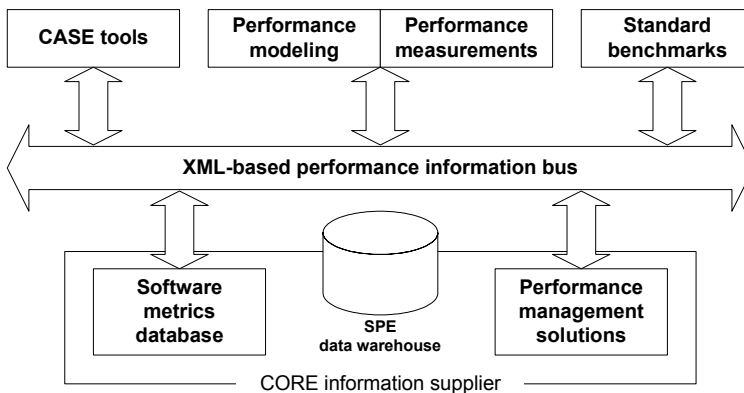 CASE tools
Performance
modeling
Performance
measurements
Standard
benchmarks
XML-based performance information bus
Software
metrics
database
SPE
data warehouse
Performance
management
solutions
CORE information supplier